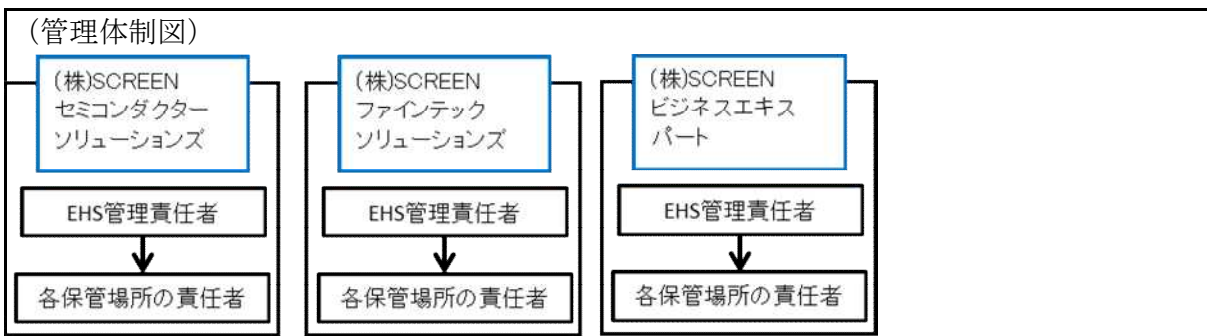 （管理体制図）
(株)SCREEN
セミコンダクター
ソリューションズ
EHS管理責任者
各保管場所の責任者
(株)SCREEN
ファインテック
ソリューションズ
EHS管理責任者
各保管場所の責任者
(株)SCREEN
ビジネスエキス
パート
EHS管理責任者
各保管場所の責任者